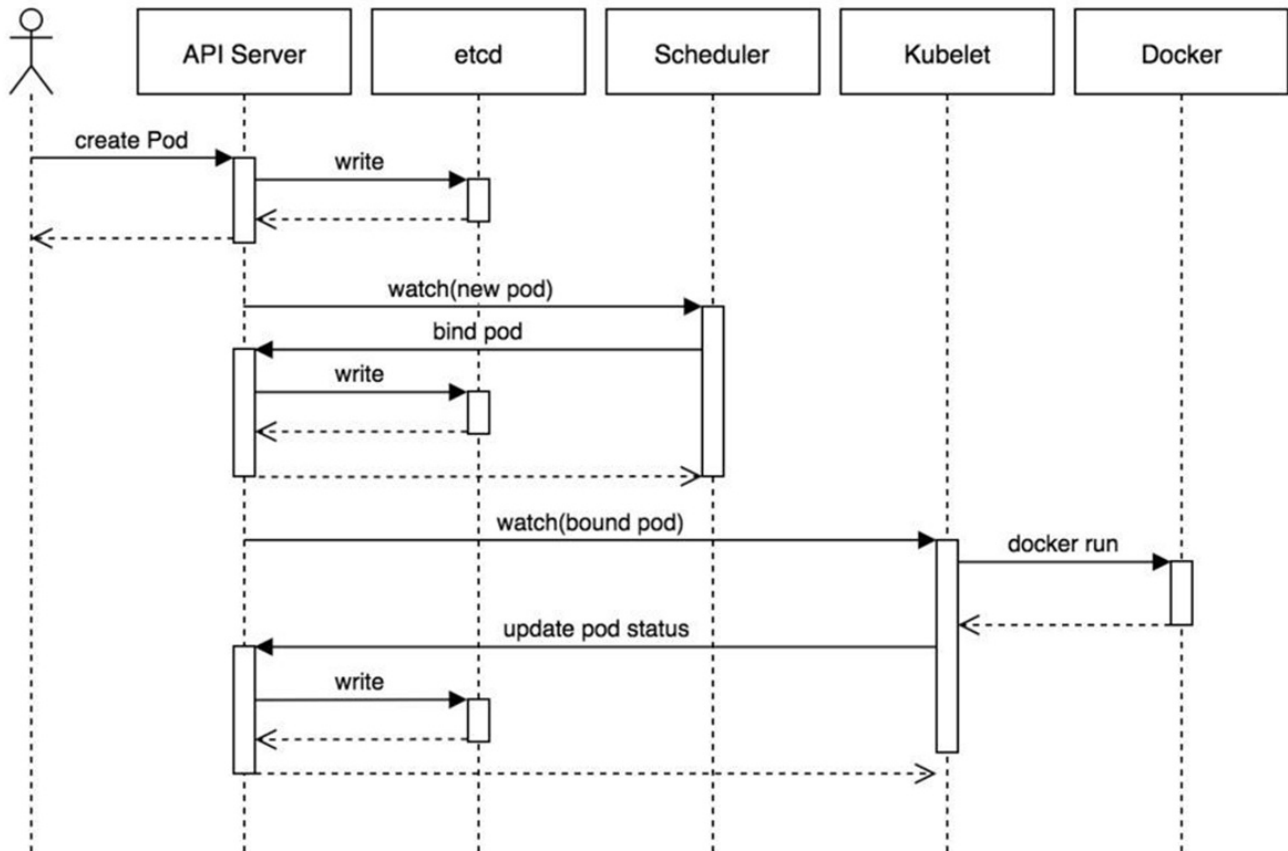 API Server
etcd
Scheduler
Kubelet
Docker
create Pod
write
watch(new pod)
bind pod
write
watch(bound pod)
docker run
update pod status
write